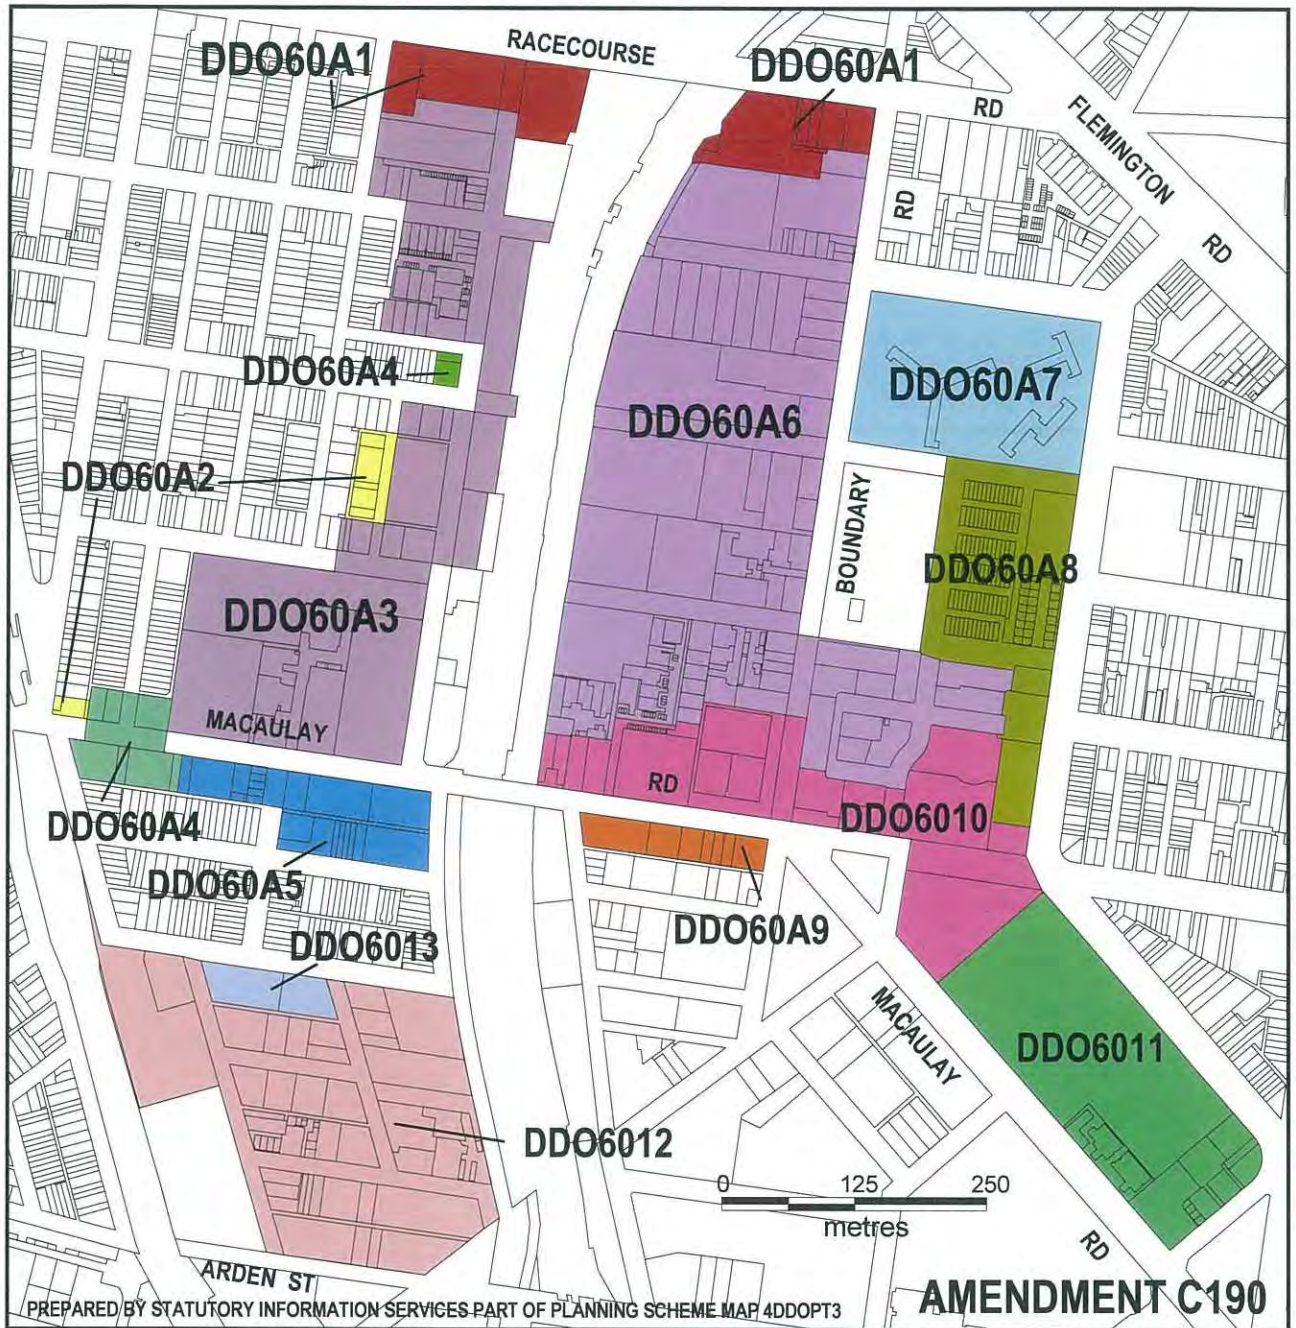 RACECOURSE
DDO60A1
DDO60A1
RD
FLEMINGTON
RD
RD
DDO60A4
DDO60A7
DDO60A6
DDO60A2
BOUNDARY
DDO60A8
DDO60A3
MACAULAY
RD
DDO6010
DDO60A4
DDO60A5
DDO60A9
DDO6013
MACAULAY
DDO6011
DDO6012
0 125 250
metres
RD
ARDEN ST
AMENDMENT C190
PREPARED BY STATUTORY INFORMATION SERVICES PART OF PLANNING SCHEME MAP 4DDOPT3